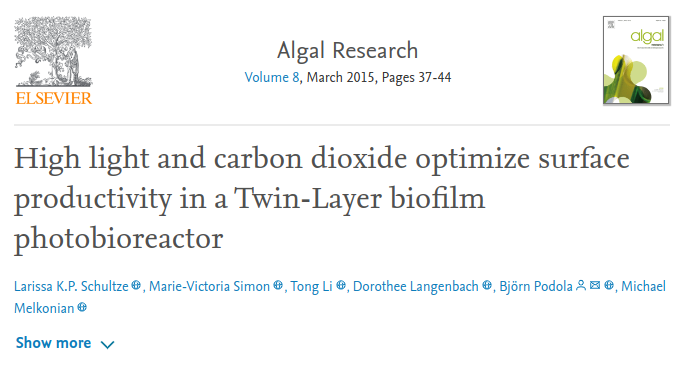 Algal Research
Volume 8, March 2015, Pages 37-44
ELSEVIER
algal
High light and carbon dioxide optimize surface
productivity in a Twin-Layer biofilm
photobioreactor
Larissa K.P. Schultze, Marie-Victoria Simon, Tong Li, Dorothee Langenbach, Björn Podola, Michael
Melkonian
Show more